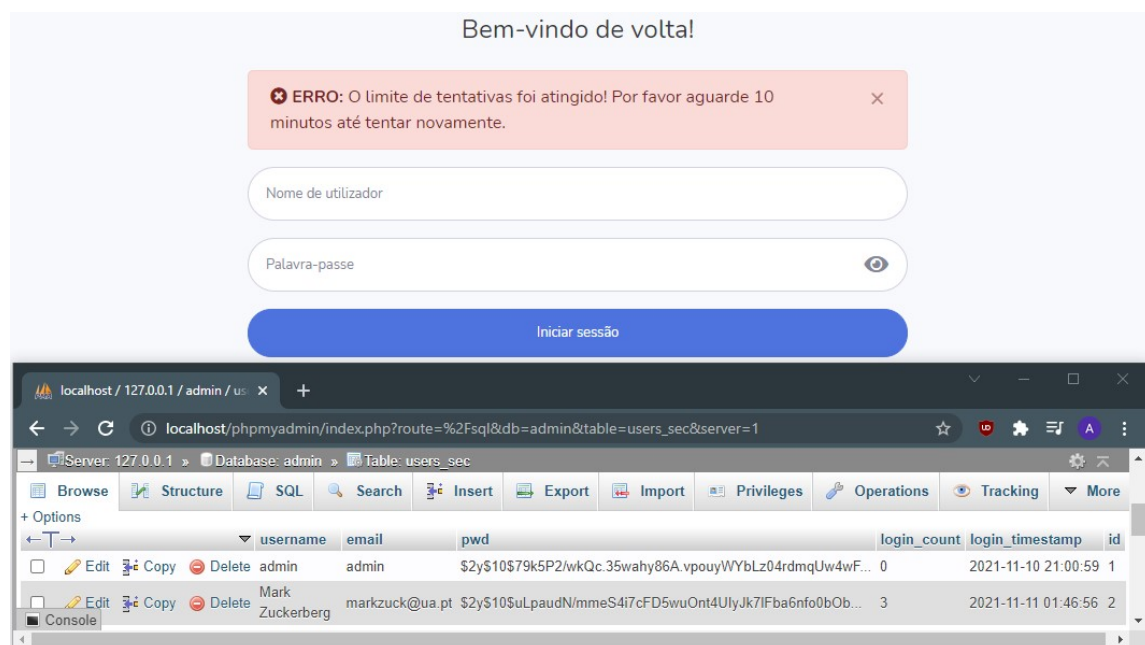 Bem-vindo de volta!
ERRO: O limite de tentativas foi atingido! Por favor aguarde 10
minutos até tentar novamente.
Nome de utilizador
Palavra-passe
Iniciar sessão
localhost / 127.0.0.1 / admin / us
localhost/phpmyadmin/index.php?route=%2Fsql&db=admin&table=users_sec&server=1
UD
A
Server: 127.0.0.1 » Database: admin » Table: users_sec
Browse Structure SQL Search Insert Export Import Privileges Operations Tracking More
+ Options
username email pwd login_count login_timestamp id
Edit Copy Delete admin admin $2y$10$79k5P2/wkQc.35wahy86A.vpouyWYbLz04rdmqUw4wF... 0 2021-11-10 21:00:59 1
Edit Copy Delete Mark Zuckerberg markzuck@ua.pt $2y$10$uLpaudN/mmeS4i7cFD5wuOnt4UlyJk7lFba6nfo0bOb... 3 2021-11-11 01:46:56 2
Console